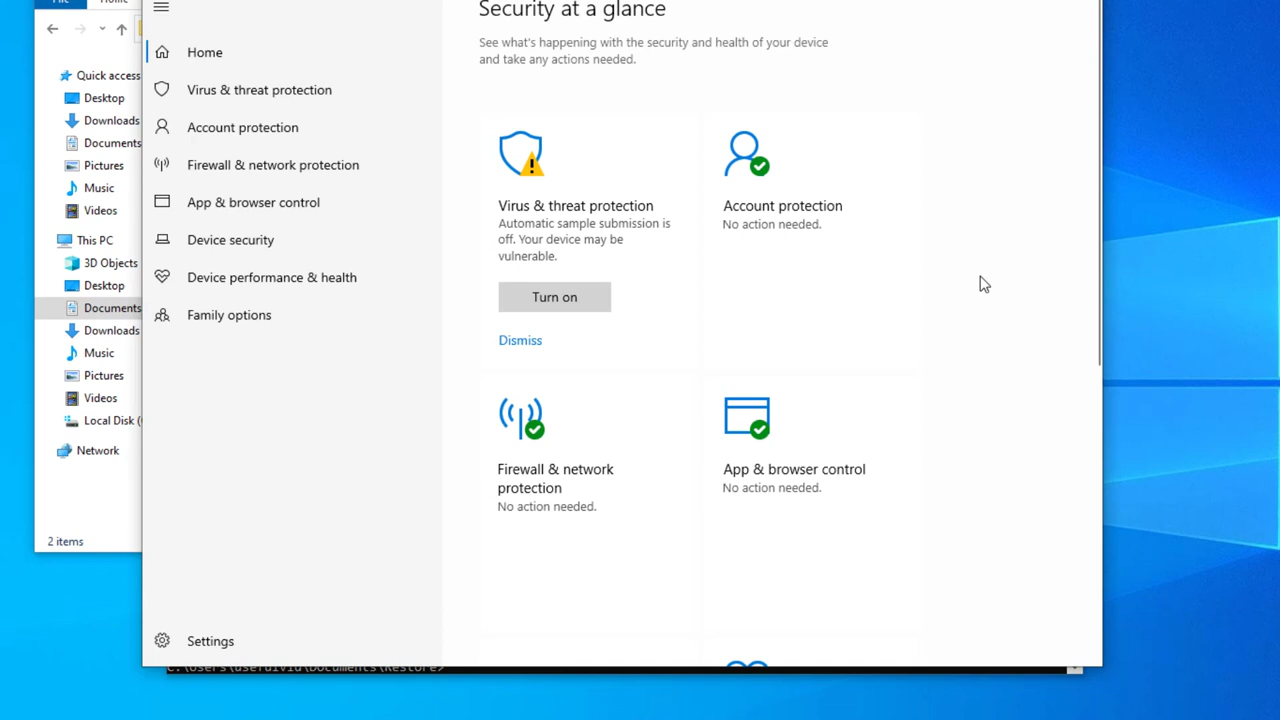 File
Home
Quick access
Desktop
Downloads
Documents
Pictures
Music
Videos
This PC
3D Objects
Desktop
Documents
Downloads
Music
Pictures
Videos
Local Disk (
Network
2 items
Home
Virus & threat protection
Account protection
Firewall & network protection
App & browser control
Device security
Device performance & health
Family options
Settings
Security at a glance
See what's happening with the security and health of your device
and take any actions needed.
Virus & threat protection
Automatic sample submission is
off. Your device may be
vulnerable.
Turn on
Dismiss
Account protection
No action needed.
Firewall & network
protection
No action needed.
App & browser control
No action needed.